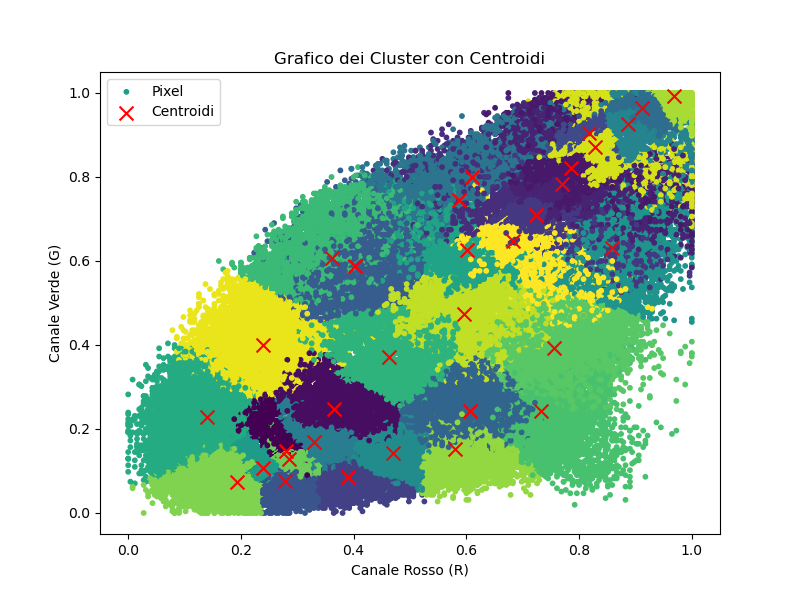 Grafico dei Cluster con Centroidi
Pixel
Centroidi
Canale Verde (G)
1.0
0.8
0.6
0.4
0.2
0.0
0.0 0.2 0.4 0.6 0.8 1.0
Canale Rosso (R)